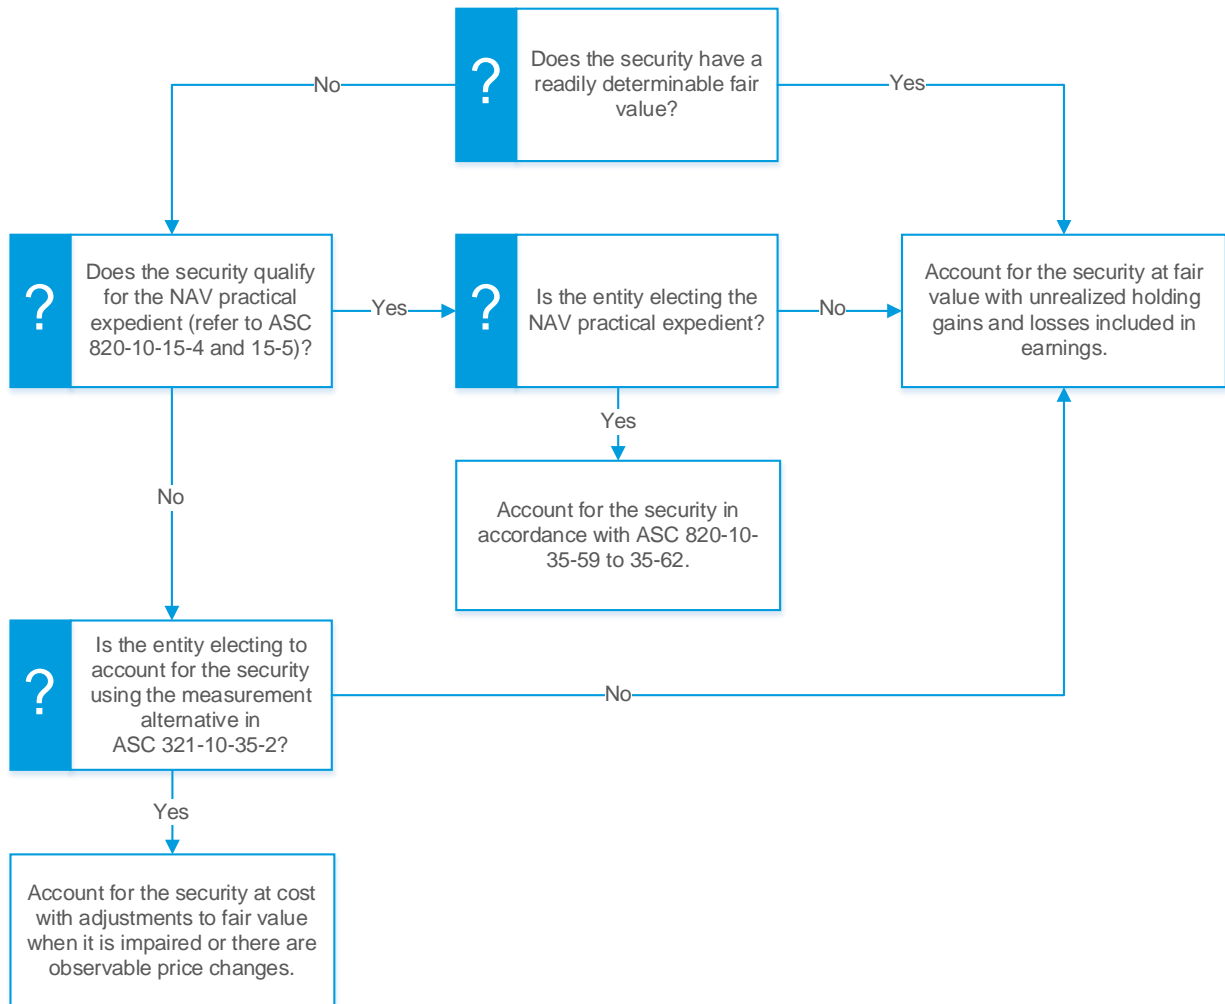 ?
Does the security have a
readily determinable fair
value?
No
Yes
?
Does the security qualify
for the NAV practical
expedient (refer to ASC
820-10-15-4 and 15-5)?
Yes
?
Is the entity electing the
NAV practical expedient?
No
Account for the security at fair
value with unrealized holding
gains and losses included in
earnings.
Yes
Account for the security in
accordance with ASC 820-10-
35-59 to 35-62.
No
?
Is the entity electing to
account for the security
using the measurement
alternative in
ASC 321-10-35-2?
No
Yes
Account for the security at cost
with adjustments to fair value
when it is impaired or there are
observable price changes.